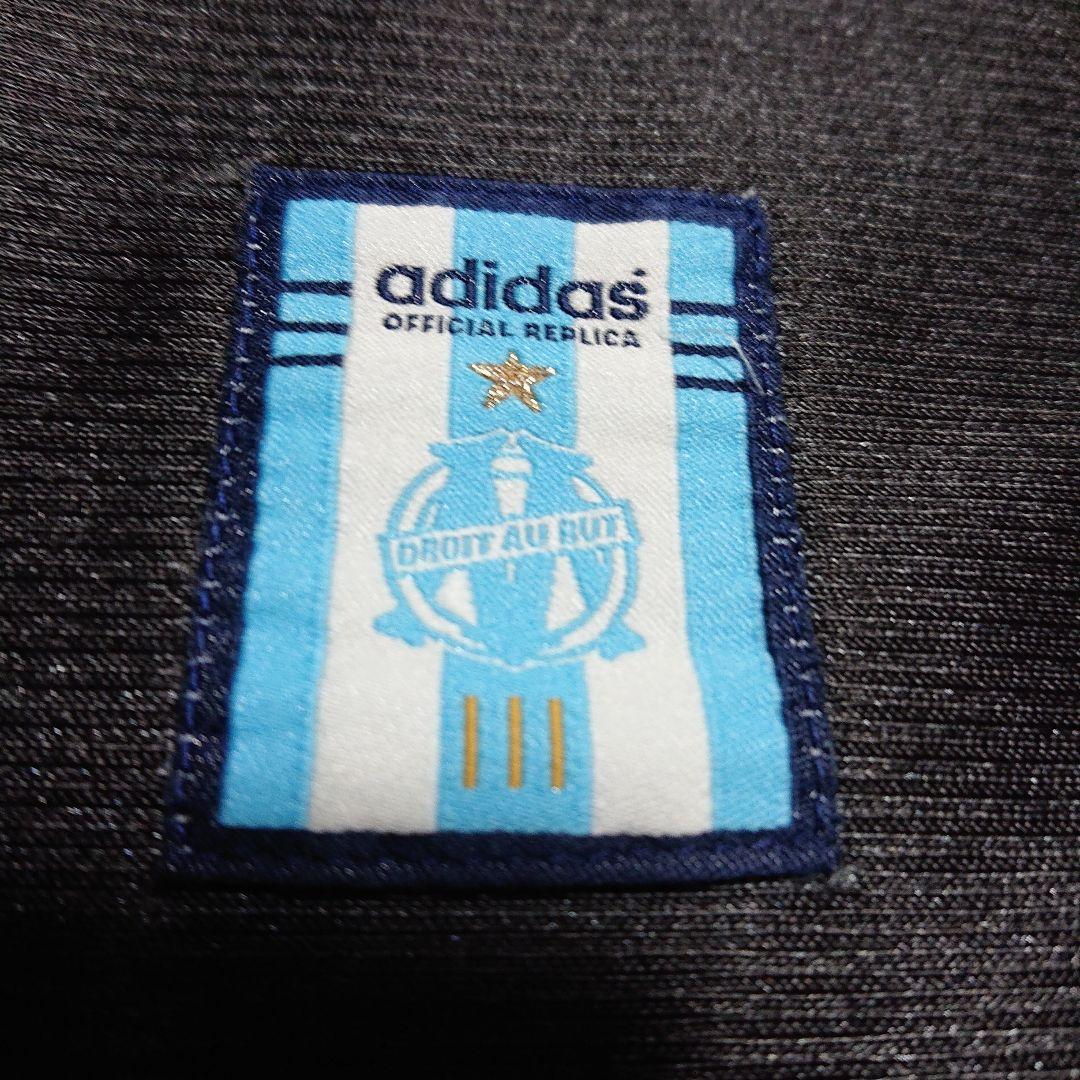 adidas
OFFICIAL REPLICA
DROIT AU BUT